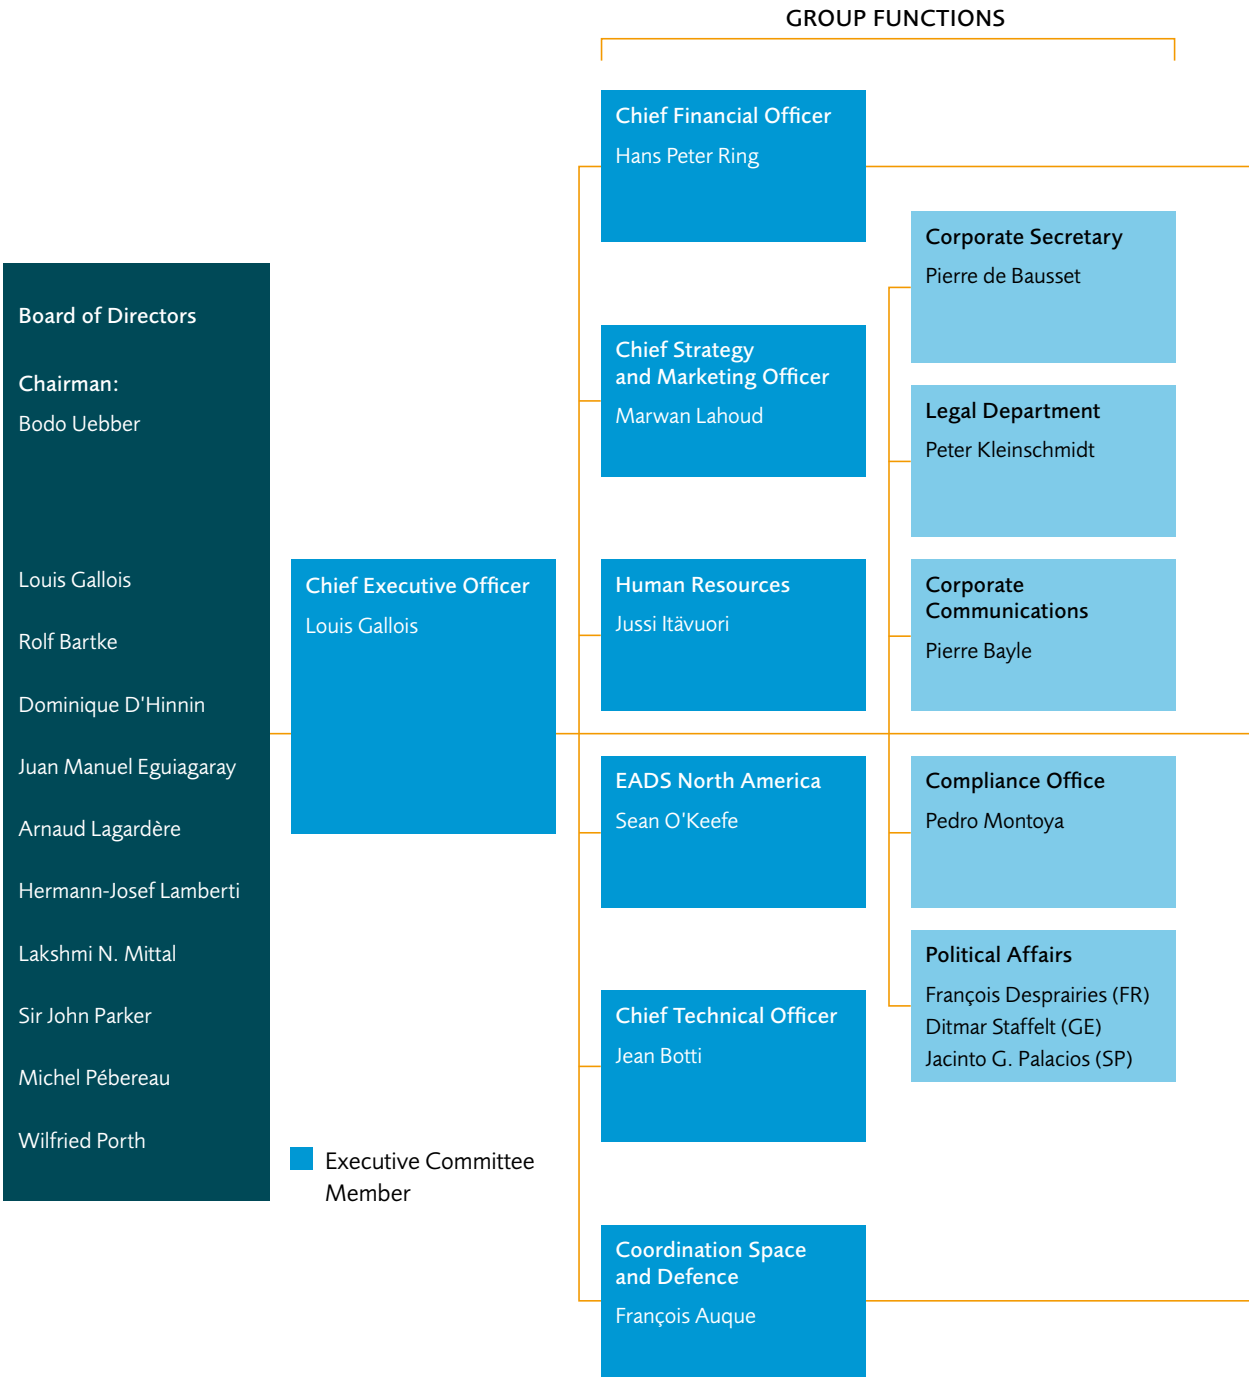 GROUP FUNCTIONS
Board of Directors
Chairman:
Bodo Uebber
Louis Gallois
Rolf Bartke
Dominique D'Hinnin
Juan Manuel Eguiagaray
Arnaud Lagardère
Hermann-Josef Lamberti
Lakshmi N. Mittal
Sir John Parker
Michel Pébereau
Wilfried Porth
Chief Executive Officer
Louis Gallois
Executive Committee
Member
Chief Financial Officer
Hans Peter Ring
Chief Strategy
and Marketing Officer
Marwan Lahoud
Human Resources
Jussi Itävuori
EADS North America
Sean O'Keefe
Chief Technical Officer
Jean Botti
Coordination Space
and Defence
François Auque
Corporate Secretary
Pierre de Bausset
Legal Department
Peter Kleinschmidt
Corporate
Communications
Pierre Bayle
Compliance Office
Pedro Montoya
Political Affairs
François Desprairies (FR)
Ditmar Staffelt (GE)
Jacinto G. Palacios (SP)